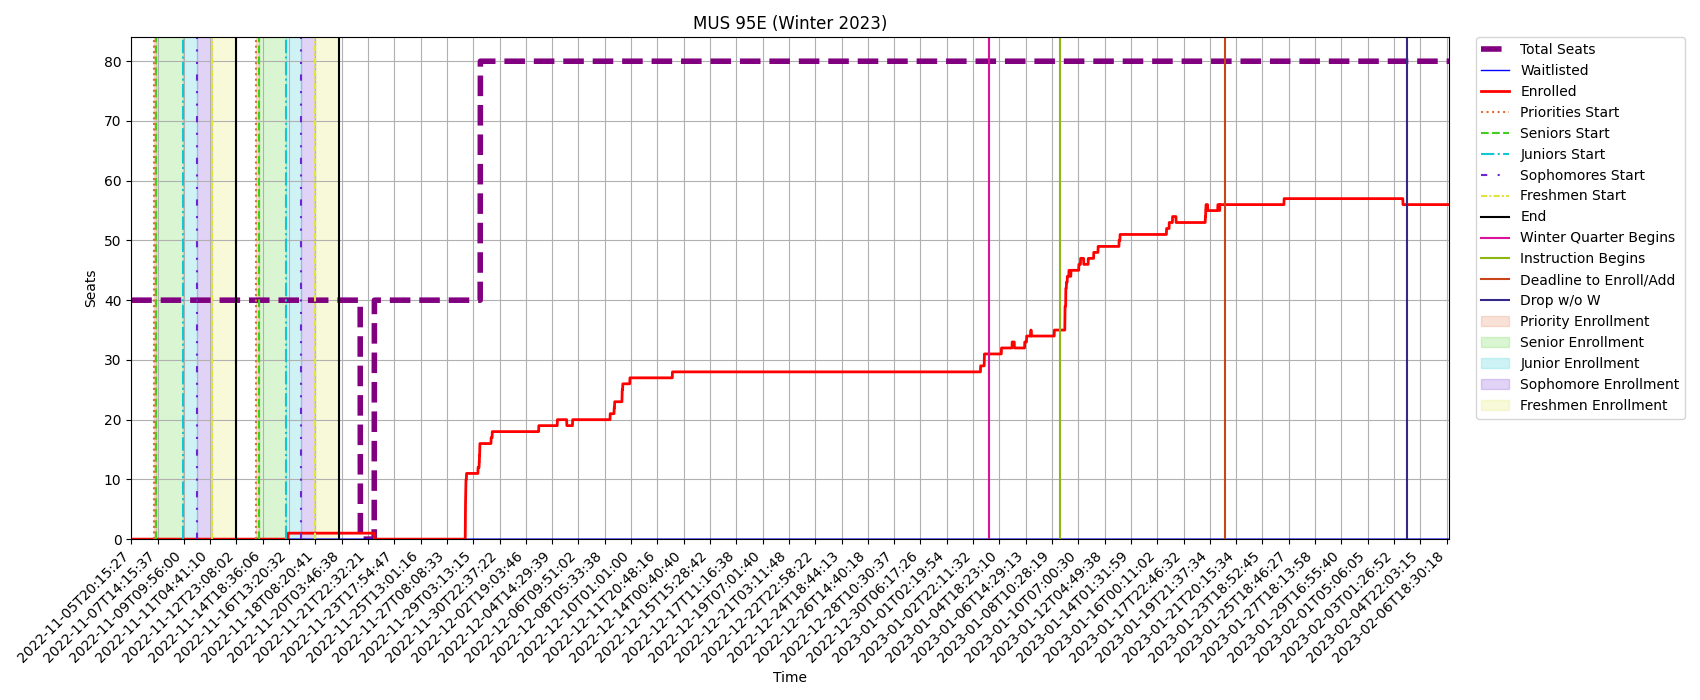 MUS 95E (Winter 2023)
Seats
80
70
60
50
40
30
20
10
0
2022-11-05T20:15:27
2022-11-07T14:15:37
2022-11-09T09:56:00
2022-11-11T04:41:10
2022-11-12T23:08:02
2022-11-14T18:36:06
2022-11-16T13:20:32
2022-11-18T08:20:41
2022-11-20T03:46:38
2022-11-21T22:32:21
2022-11-23T17:54:47
2022-11-25T13:01:16
2022-11-27T08:08:33
2022-11-29T03:13:15
2022-11-30T22:37:22
2022-12-02T19:03:46
2022-12-04T14:29:39
2022-12-06T09:51:02
2022-12-08T05:33:38
2022-12-10T01:01:00
2022-12-11T20:48:16
2022-12-14T00:40:40
2022-12-15T15:28:42
2022-12-17T11:16:38
2022-12-19T07:01:40
2022-12-21T03:11:48
2022-12-22T22:58:22
2022-12-24T18:44:13
2022-12-26T14:40:18
2022-12-28T10:30:37
2022-12-30T06:17:26
2023-01-01T02:19:54
2023-01-02T22:11:32
2023-01-04T18:23:10
2023-01-06T14:29:13
2023-01-08T10:28:19
2023-01-10T07:00:30
2023-01-12T04:49:38
2023-01-14T01:31:59
2023-01-16T00:11:02
2023-01-17T22:46:32
2023-01-19T21:37:34
2023-01-21T20:15:34
2023-01-23T18:52:45
2023-01-25T18:46:27
2023-01-27T18:13:58
2023-01-29T16:55:40
2023-02-01T05:06:05
2023-02-03T01:26:52
2023-02-04T22:03:15
2023-02-06T18:30:18
Time
Total Seats
Waitlisted
Enrolled
Priorities Start
Seniors Start
Juniors Start
Sophomores Start
Freshmen Start
End
Winter Quarter Begins
Instruction Begins
Deadline to Enroll/Add
Drop w/o W
Priority Enrollment
Senior Enrollment
Junior Enrollment
Sophomore Enrollment
Freshmen Enrollment